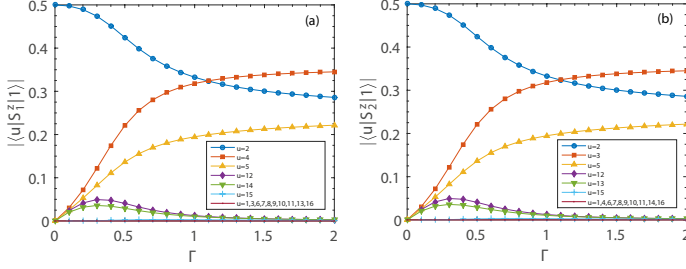 (a)
|⟨u|S₁ᶻ|1⟩|
0.5
0.4
0.3
0.2
0.1
0
0
0.5
1
1.5
2
Γ
u=2
u=4
u=5
u=12
u=14
u=15
u=1,3,6,7,8,9,10,11,13,16
(b)
|⟨u|S₂ᶻ|1⟩|
0.5
0.4
0.3
0.2
0.1
0
0
0.5
1
1.5
2
Γ
u=2
u=3
u=5
u=12
u=13
u=15
u=1,4,6,7,8,9,10,11,14,16